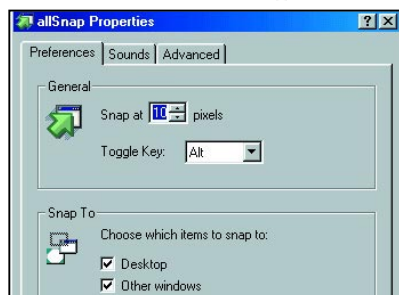 allSnap Properties
Preferences Sounds Advanced
General
Snap at 10 pixels
Toggle Key: Alt
Snap To
Choose which items to snap to:
Desktop
Other windows